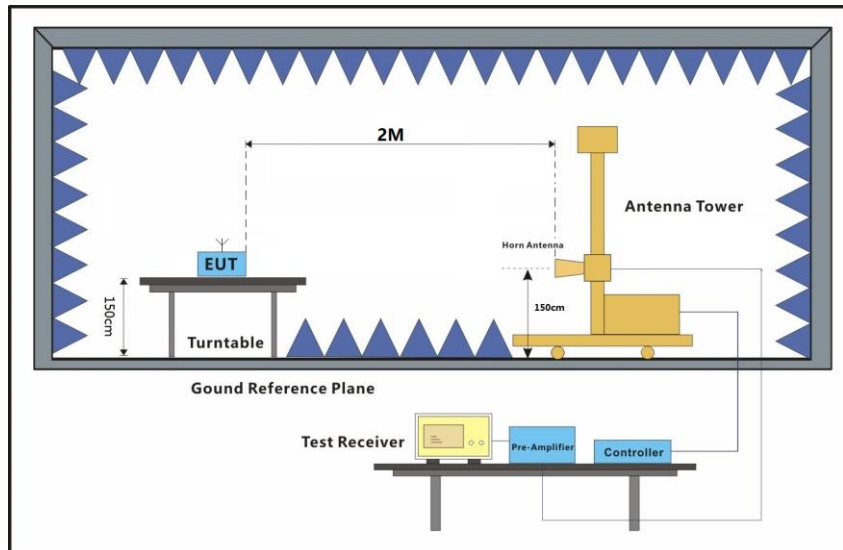 2M
Antenna Tower
Horn Antenna
EUT
150cm
150cm
Turntable
Gound Reference Plane
Test Receiver
Pre-Amplifier
Controller